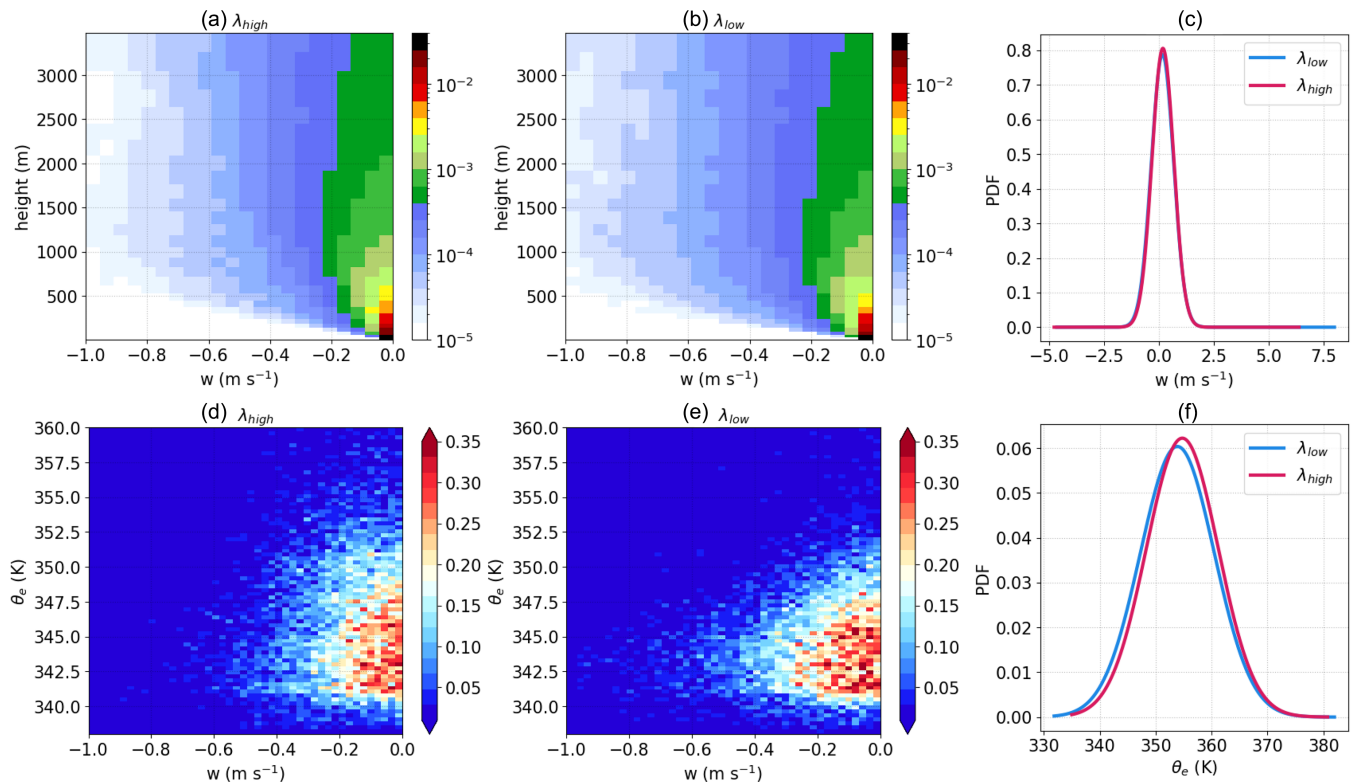 (a) λhigh
3500
3000
2500
2000
1500
1000
500
height (m)
−1.0 −0.8 −0.6 −0.4 −0.2 0.0
w (m s⁻¹)
10⁻²
10⁻³
10⁻⁴
10⁻⁵
(b) λlow
3000
2500
2000
1500
1000
500
height (m)
−1.0 −0.8 −0.6 −0.4 −0.2 0.0
w (m s⁻¹)
10⁻²
10⁻³
10⁻⁴
10⁻⁵
(c)
0.8
0.7
0.6
0.5
0.4
0.3
0.2
0.1
0.0
PDF
λlow
λhigh
−5.0 −2.5 0.0 2.5 5.0 7.5
w (m s⁻¹)
(d) λhigh
360.0
357.5
355.0
352.5
350.0
347.5
345.0
342.5
340.0
θe (K)
−1.0 −0.8 −0.6 −0.4 −0.2 0.0
w (m s⁻¹)
0.35
0.30
0.25
0.20
0.15
0.10
0.05
(e) λlow
360.0
357.5
355.0
352.5
350.0
347.5
345.0
342.5
340.0
θe (K)
−1.0 −0.8 −0.6 −0.4 −0.2 0.0
w (m s⁻¹)
0.35
0.30
0.25
0.20
0.15
0.10
0.05
(f)
0.06
0.05
0.04
0.03
0.02
0.01
0.00
PDF
λlow
λhigh
330 340 350 360 370 380
θe (K)